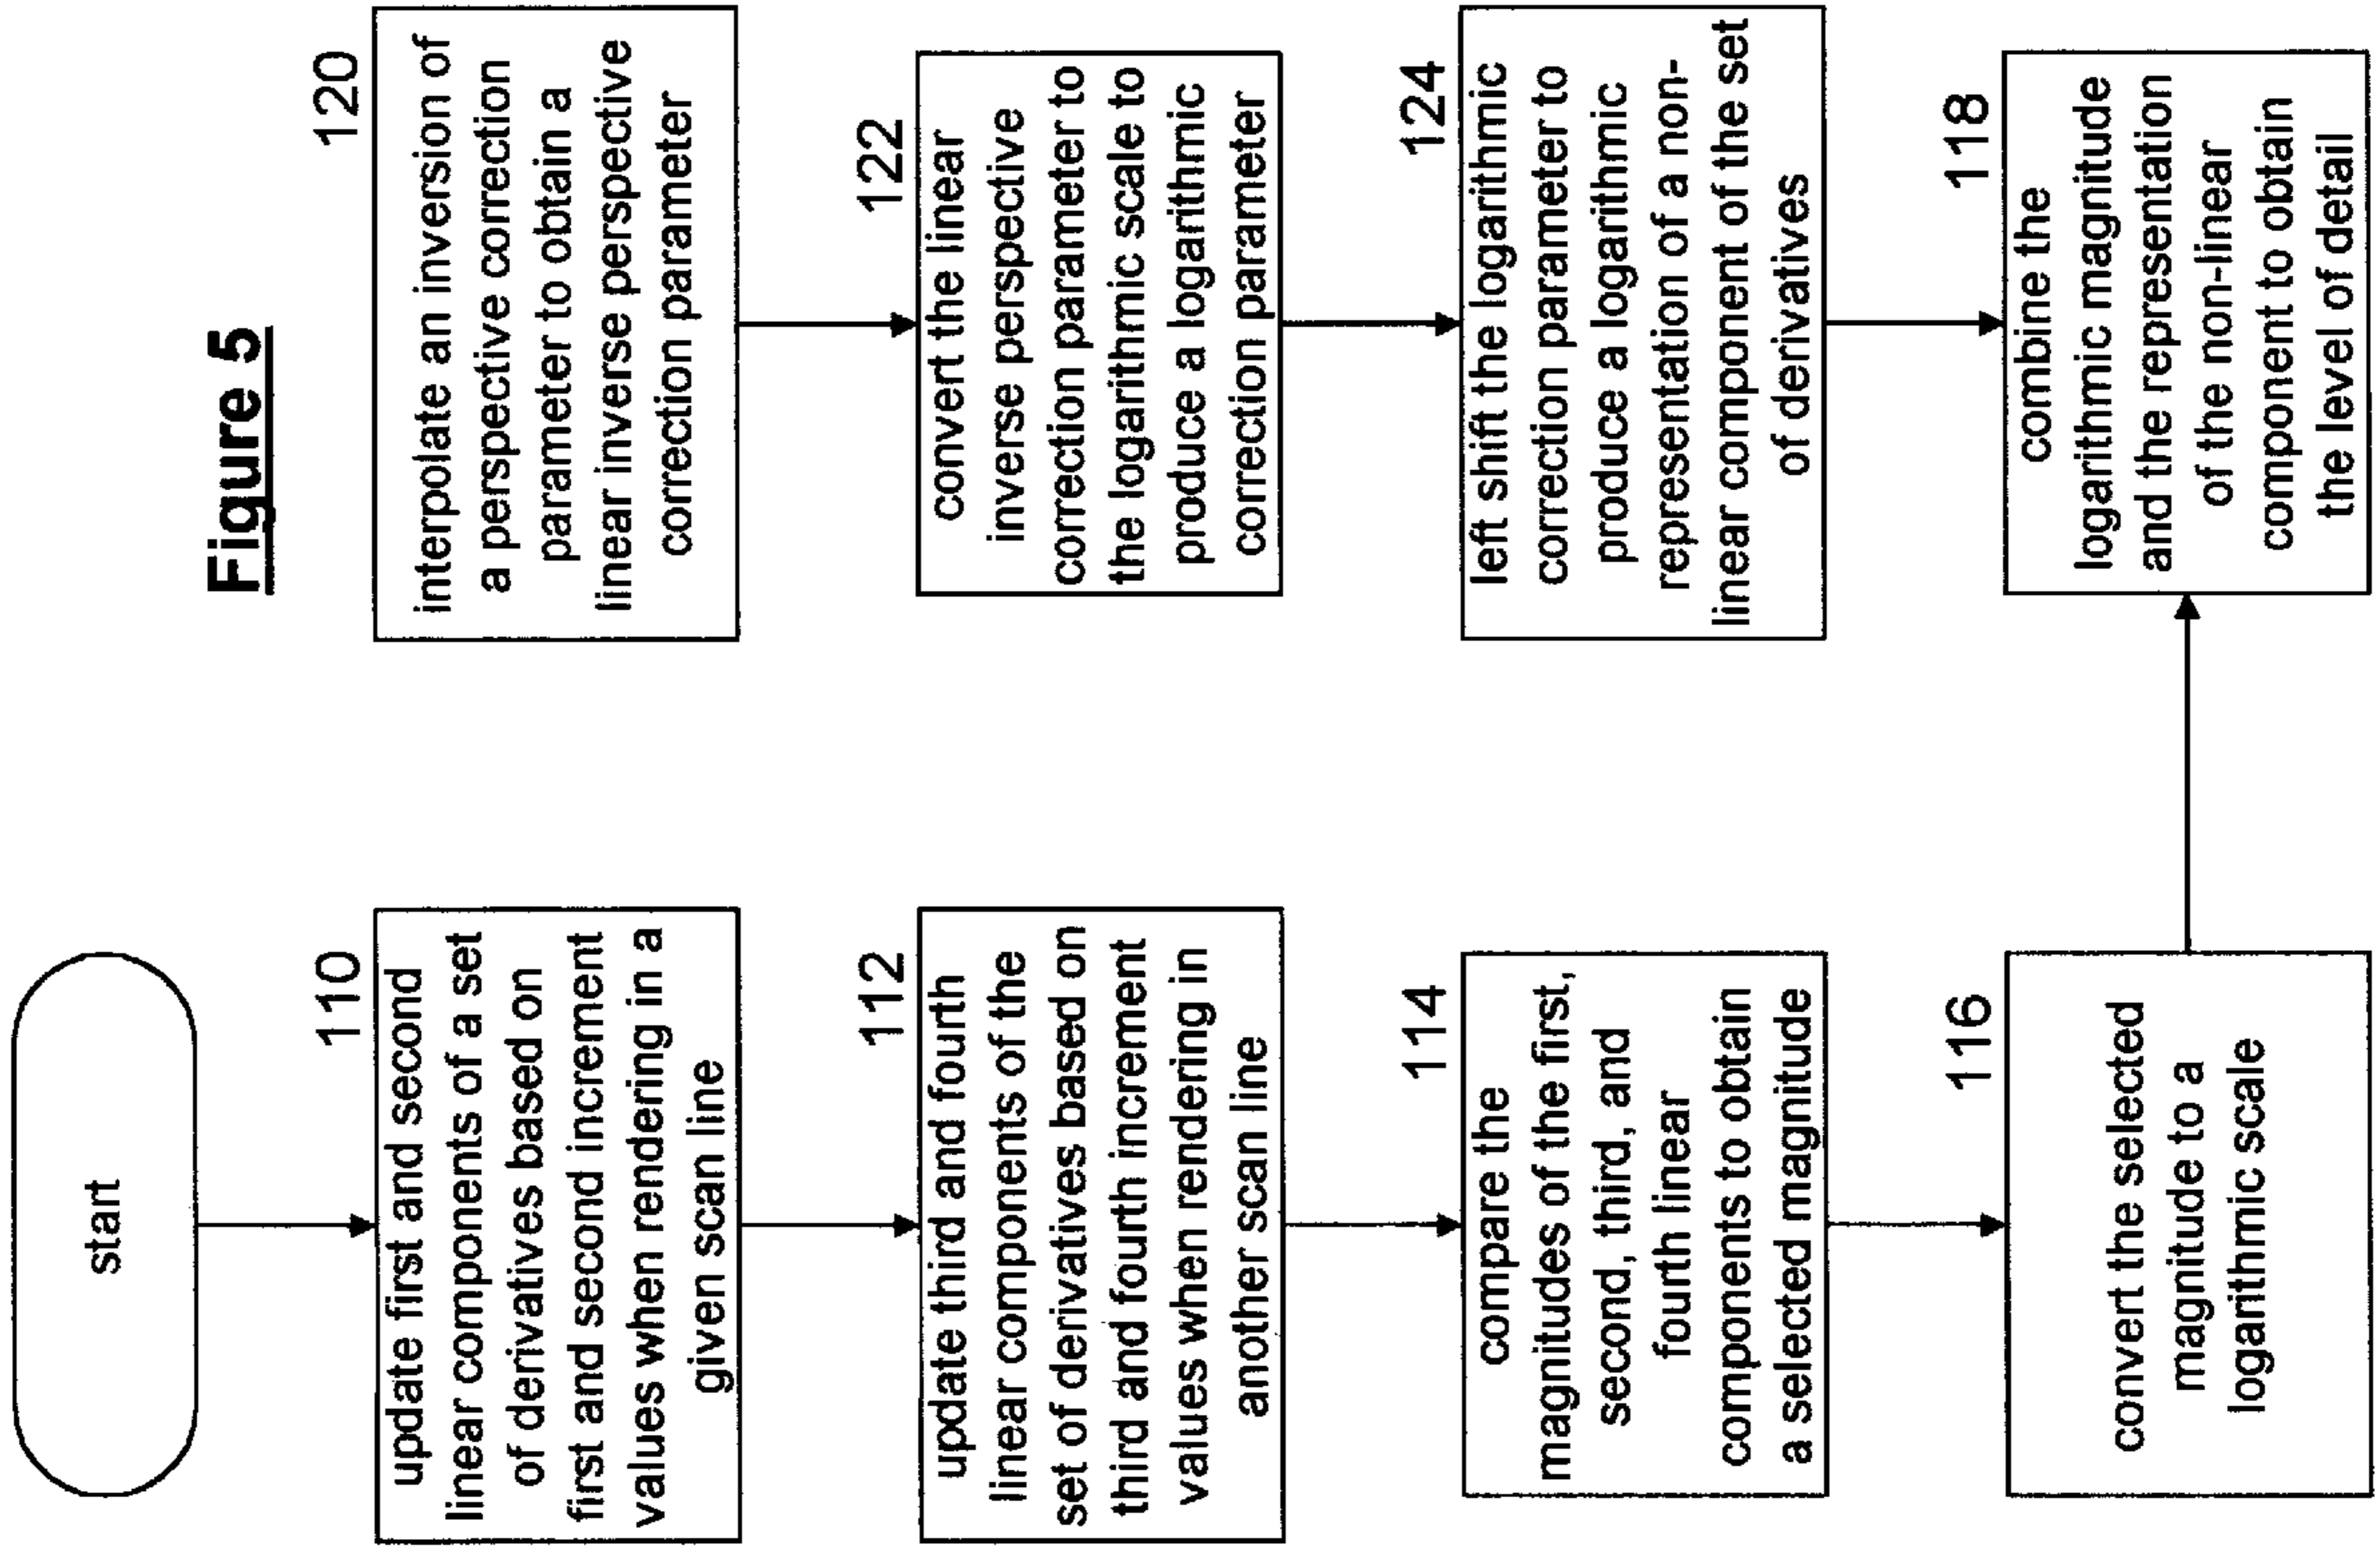 Figure 5
start
110
update first and second
linear components of a set
of derivatives based on
first and second increment
values when rendering in a
given scan line
112
update third and fourth
linear components of the
set of derivatives based on
third and fourth increment
values when rendering in
another scan line
114
compare the
magnitudes of the first,
second, third, and
fourth linear
components to obtain
a selected magnitude
116
convert the selected
magnitude to a
logarithmic scale
120
interpolate an inversion of
a perspective correction
parameter to obtain a
linear inverse perspective
correction parameter
122
convert the linear
inverse perspective
correction parameter to
the logarithmic scale to
produce a logarithmic
correction parameter
124
left shift the logarithmic
correction parameter to
produce a logarithmic
representation of a non-
linear component of the set
of derivatives
118
combine the
logarithmic magnitude
and the representation
of the non-linear
component to obtain
the level of detail